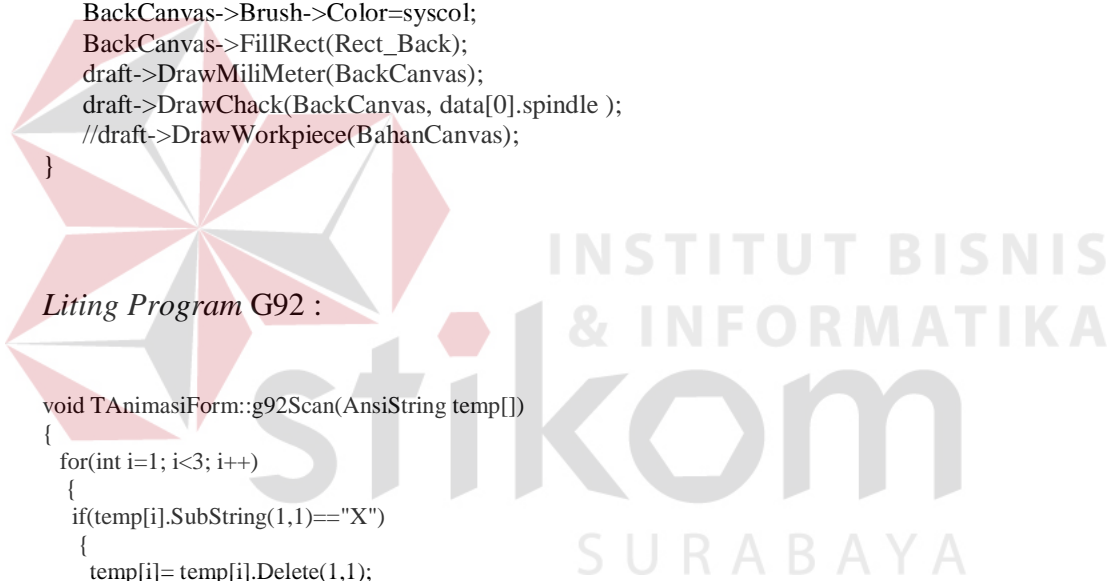 BackCanvas->Brush->Color=syscol;
BackCanvas->FillRect(Rect_Back);
draft->DrawMiliMeter(BackCanvas);
draft->DrawChack(BackCanvas, data[0].spindle );
//draft->DrawWorkpiece(BahanCanvas);
}
INSTITUT BISNIS
& INFORMATIKA
stikom
SURABAYA
Liting Program G92 :
void TAnimasiForm::g92Scan(AnsiString temp[])
{
for(int i=1; i<3; i++)
{
if(temp[i].SubString(1,1)=="X")
{
temp[i]= temp[i].Delete(1,1);